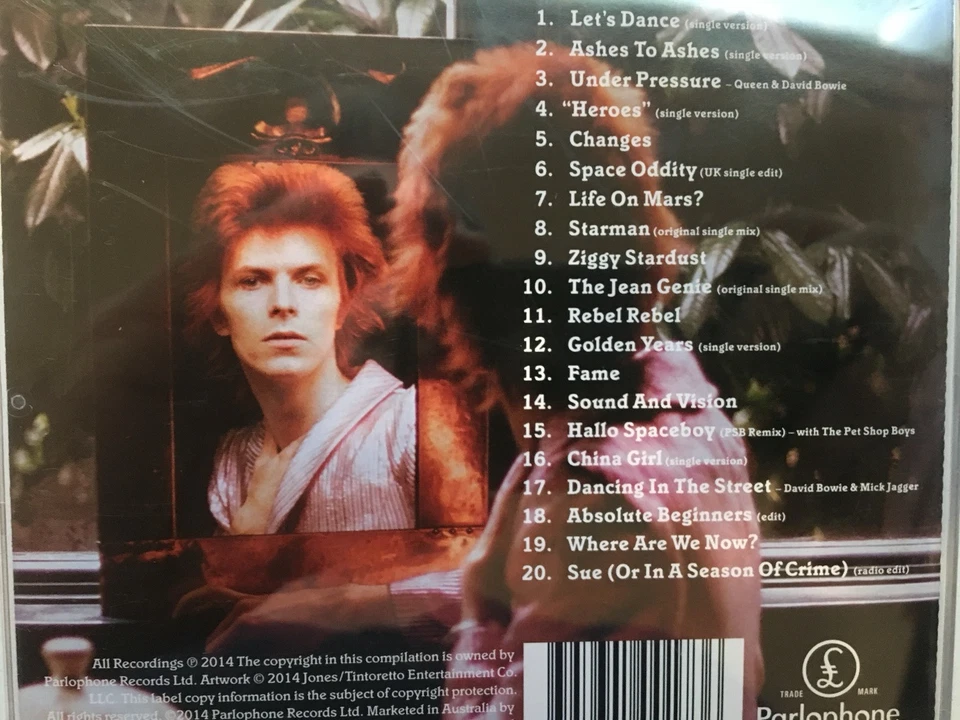 1. Let's Dance (single version)
2. Ashes To Ashes (single version)
3. Under Pressure – Queen & David Bowie
4. "Heroes" (single version)
5. Changes
6. Space Oddity (UK single edit)
7. Life On Mars?
8. Starman (original single mix)
9. Ziggy Stardust
10. The Jean Genie (original single mix)
11. Rebel Rebel
12. Golden Years (single version)
13. Fame
14. Sound And Vision
15. Hallo Spaceboy (PSB Remix) – with The Pet Shop Boys
16. China Girl (single version)
17. Dancing In The Street – David Bowie & Mick Jagger
18. Absolute Beginners (edit)
19. Where Are We Now?
20. Sue (Or In A Season Of Crime) (radio edit)
All Recordings ℗ 2014 The copyright in this compilation is owned by
Parlophone Records Ltd. Artwork © 2014 Jones/Tintoretto Entertainment Co.
LLC. This label copy information is the subject of copyright protection.
All rights reserved. ©2014 Parlophone Records Ltd. Marketed in Australia by
£
TRADE MARK
Parlophone